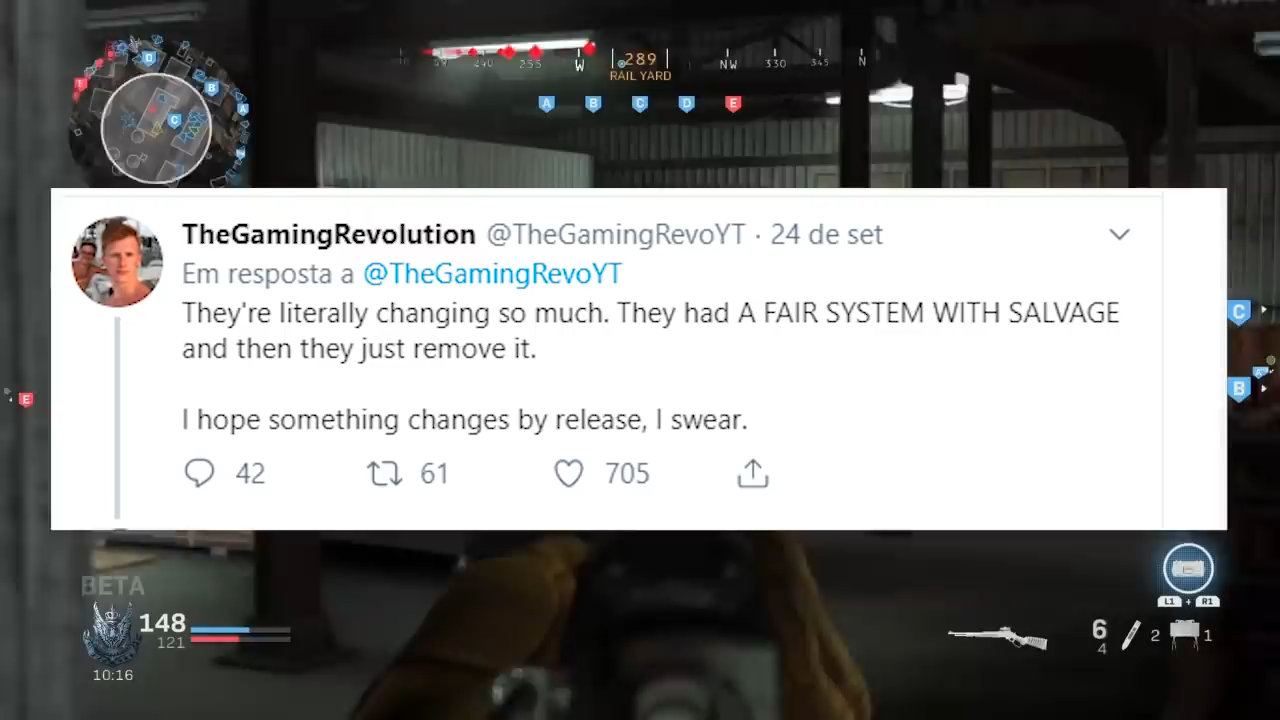 240 255 W 289 NW 330 345 N
RAIL YARD
A B C D E
D
B
A
C
TheGamingRevolution @TheGamingRevoYT · 24 de set
Em resposta a @TheGamingRevoYT
They're literally changing so much. They had A FAIR SYSTEM WITH SALVAGE
and then they just remove it.
I hope something changes by release, I swear.
42 61 705
C
E
B
BETA
148
121
10:16
L1 + R1
6
4
2
1